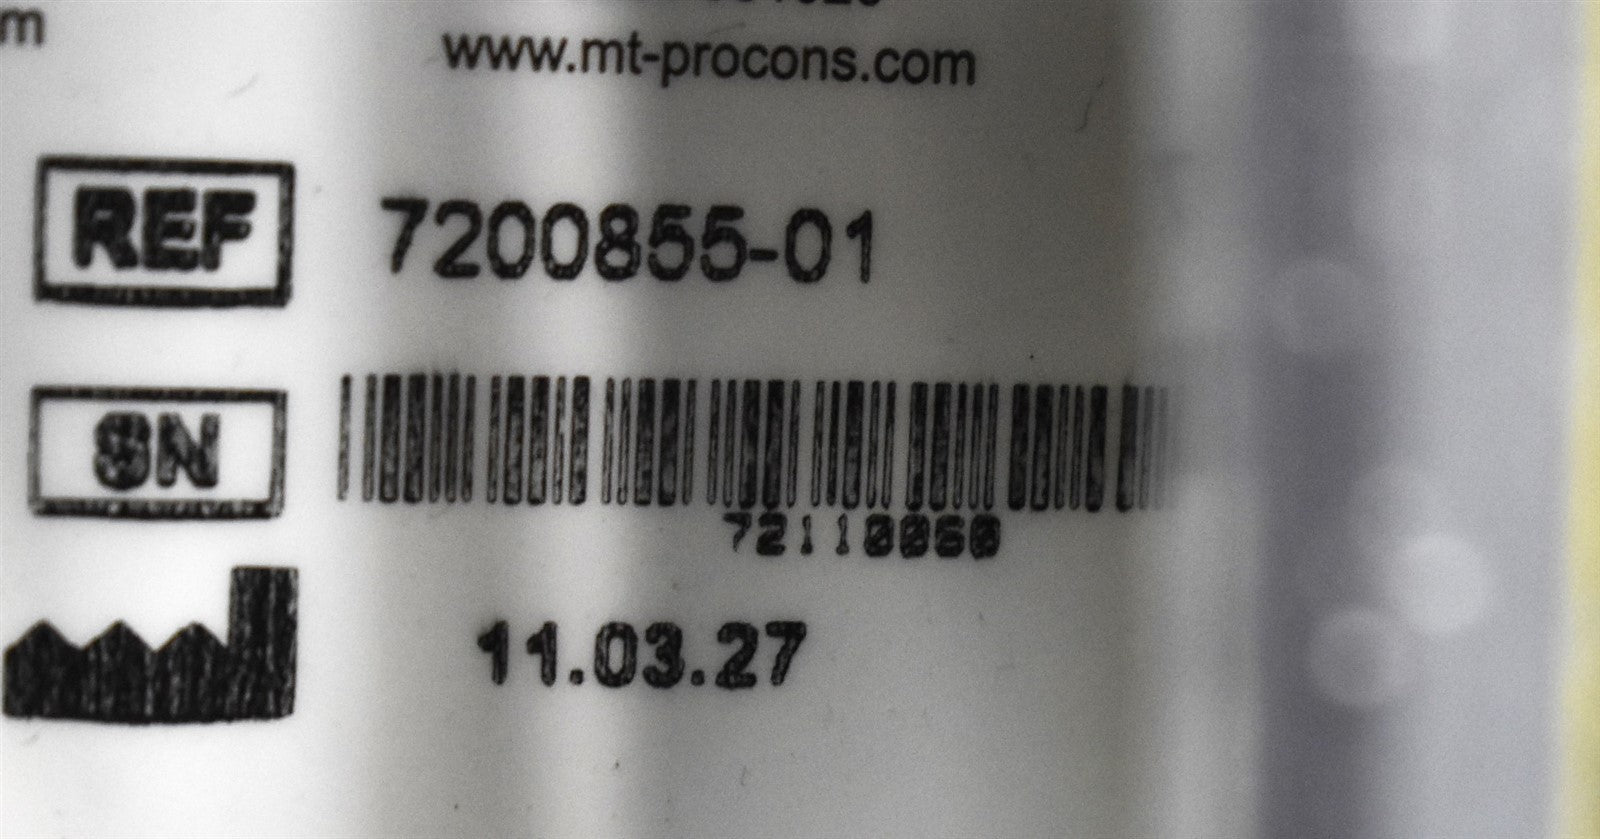 m
www.mt-procons.com
REF 7200855-01
SN
72110060
11.03.27